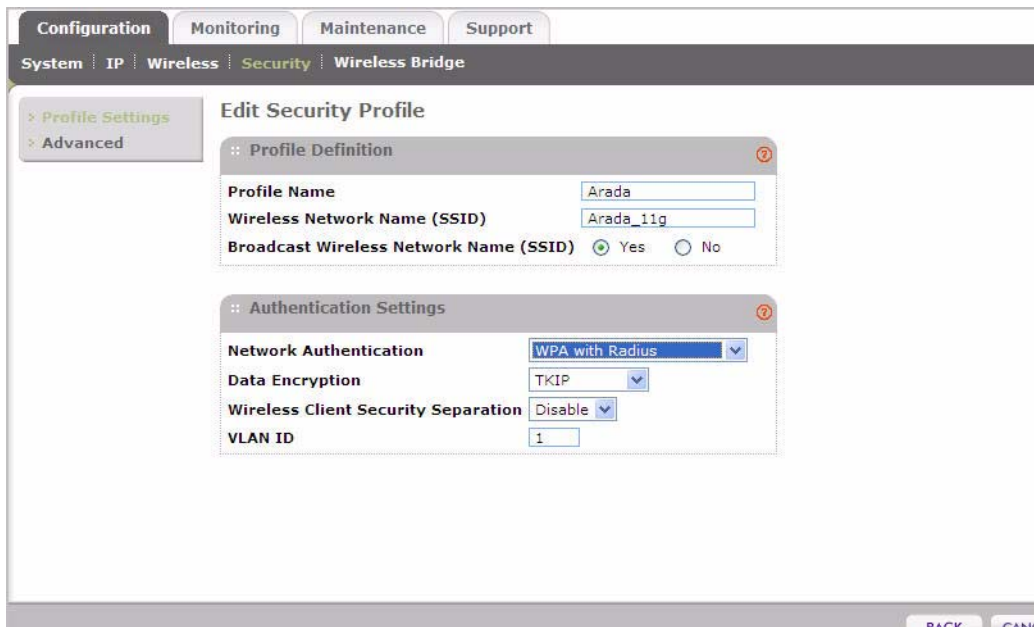 Configuration Monitoring Maintenance Support
System IP Wireless Security Wireless Bridge
> Profile Settings
> Advanced
Edit Security Profile
:: Profile Definition ?
Profile Name Arada
Wireless Network Name (SSID) Arada_11g
Broadcast Wireless Network Name (SSID) Yes No
:: Authentication Settings ?
Network Authentication WPA with Radius
Data Encryption TKIP
Wireless Client Security Separation Disable
VLAN ID 1
BACK CANC